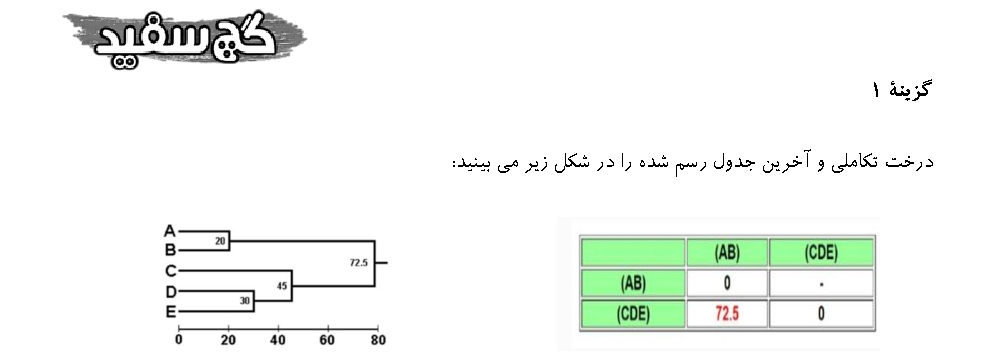 گچ سفید
گزینهٔ ۱
درخت تکاملی و آخرین جدول رسم شده را در شکل زیر می بینید:
A
B
C
D
E
20
30
45
72.5
0 20 40 60 80
(AB) (CDE)
(AB) 0 -
(CDE) 72.5 0